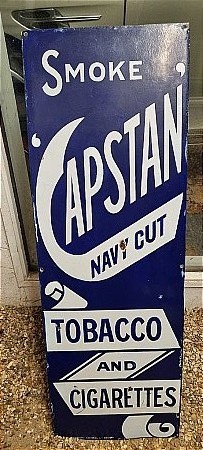 SMOKE
'CAPSTAN'
NAVY CUT
TOBACCO
AND
CIGARETTES